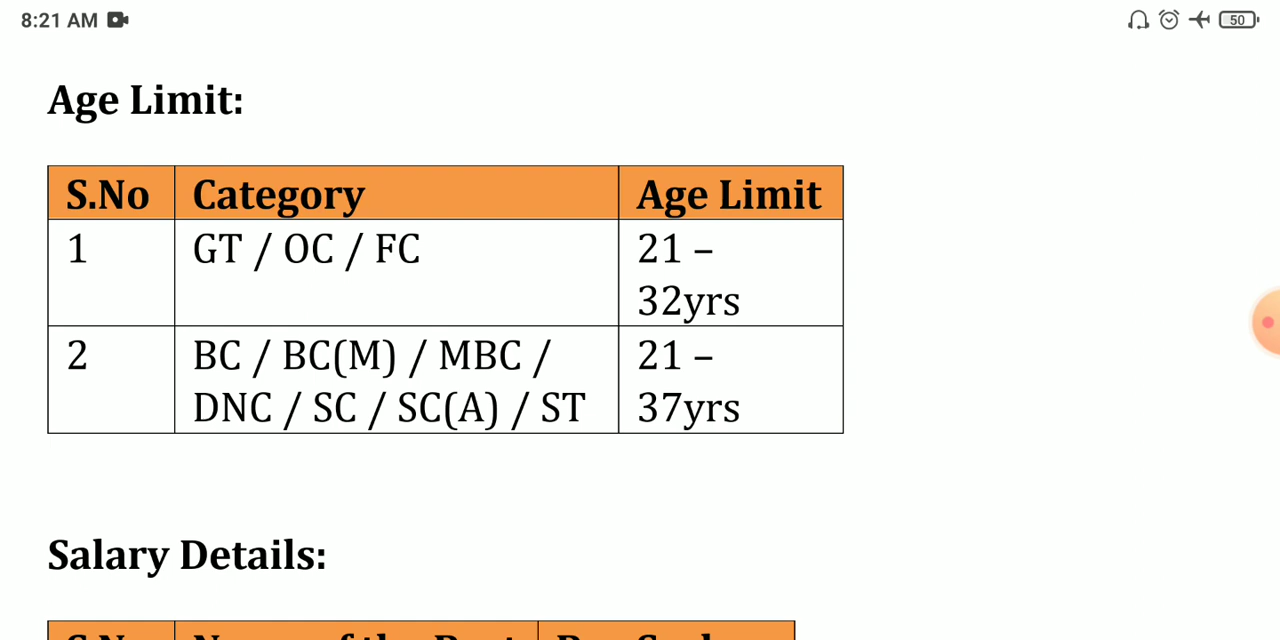 8:21 AM
50
Age Limit:
S.No Category Age Limit
1 GT / OC / FC 21 –
32yrs
2 BC / BC(M) / MBC / 21 –
DNC / SC / SC(A) / ST 37yrs
Salary Details: